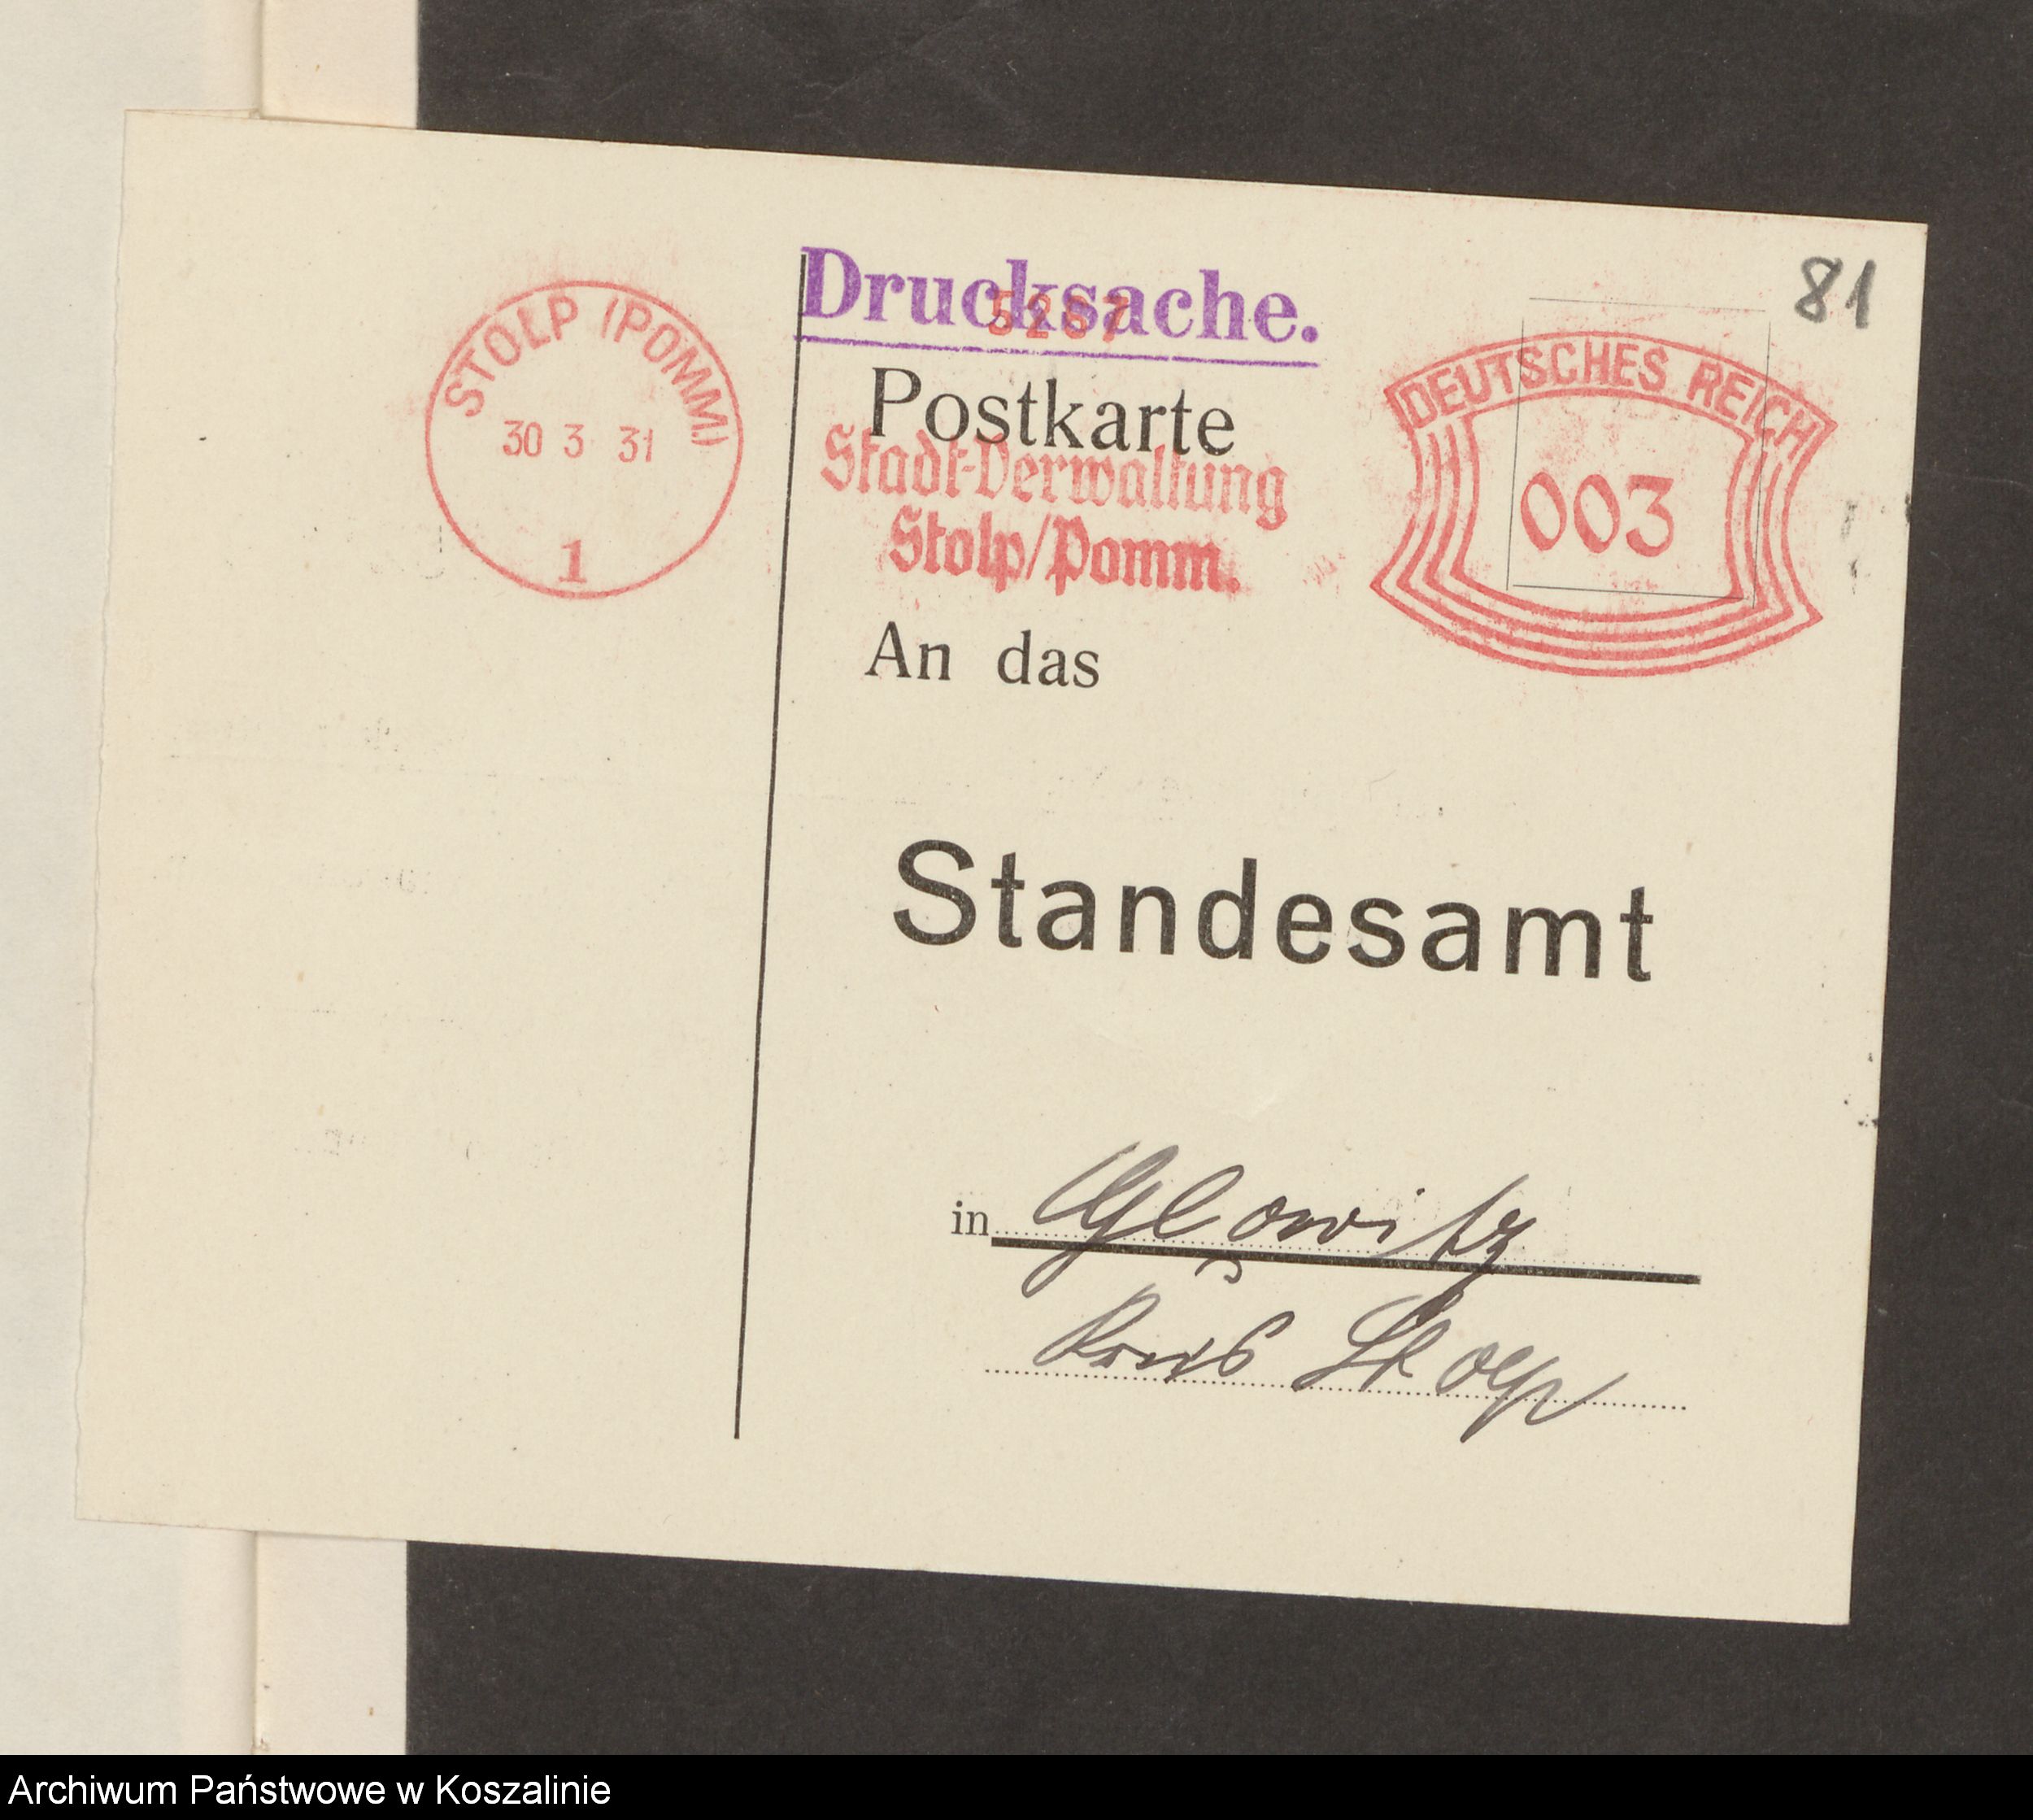 81
Drucksache.
STOLP (POMM.)
30 3 31
1
Postkarte
Stadt-Verwaltung
Stolp/Pomm.
DEUTSCHES REICH
003
An das
Standesamt
in Glowitz
Kreis Stolp
Archiwum Państwowe w Koszalinie